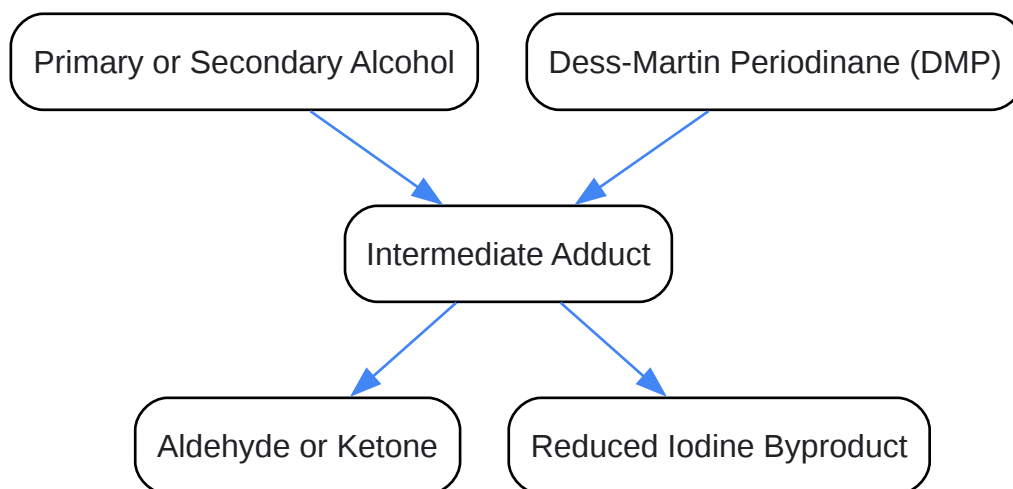 Primary or Secondary Alcohol
Dess-Martin Periodinane (DMP)
Intermediate Adduct
Aldehyde or Ketone
Reduced Iodine Byproduct